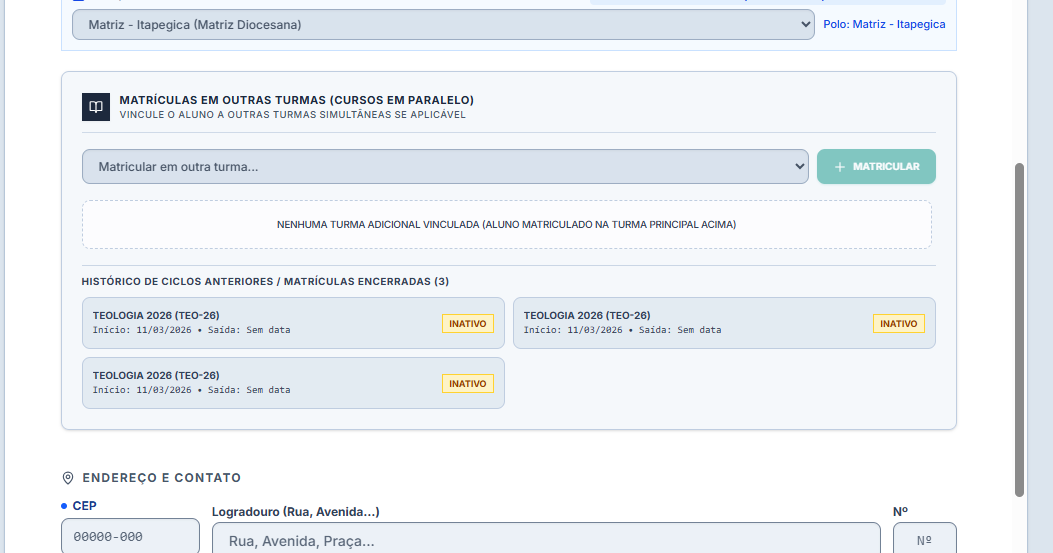 Matriz - Itapegica (Matriz Diocesana)
Polo: Matriz - Itapegica
MATRÍCULAS EM OUTRAS TURMAS (CURSOS EM PARALELO)
VINCULE O ALUNO A OUTRAS TURMAS SIMULTÂNEAS SE APLICÁVEL
Matricular em outra turma...
MATRICULAR
NENHUMA TURMA ADICIONAL VINCULADA (ALUNO MATRICULADO NA TURMA PRINCIPAL ACIMA)
HISTÓRICO DE CICLOS ANTERIORES / MATRÍCULAS ENCERRADAS (3)
TEOLOGIA 2026 (TEO-26)
Início: 11/03/2026 • Saída: Sem data
INATIVO
TEOLOGIA 2026 (TEO-26)
Início: 11/03/2026 • Saída: Sem data
INATIVO
TEOLOGIA 2026 (TEO-26)
Início: 11/03/2026 • Saída: Sem data
INATIVO
ENDEREÇO E CONTATO
CEP
00000-000
Logradouro (Rua, Avenida...)
Rua, Avenida, Praça...
Nº
Nº